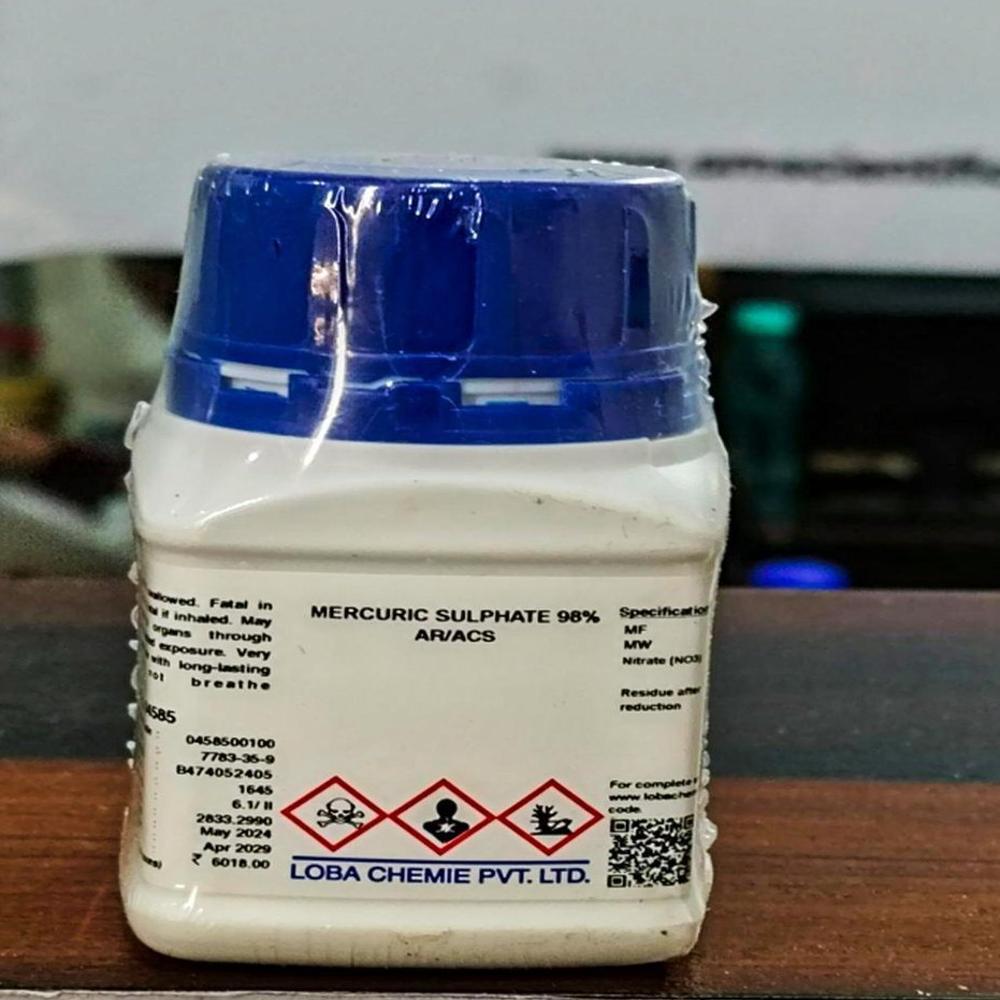 Fatal in
if inhaled. May
organs through
exposure. Very
with long-lasting
breathe
4585
0458500100
7783-35-9
B474052405
1645
6.1/ II
2833.2990
May 2024
Apr 2029
₹ 6018.00
MERCURIC SULPHATE 98%
AR/ACS
LOBA CHEMIE PVT. LTD.
Specification
MF
MW
Nitrate (NO3)
Residue after
reduction
For complete
www.lobachem
code.